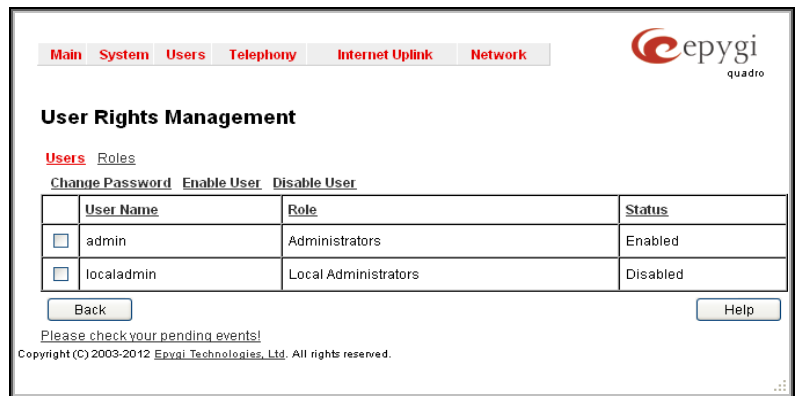 Main System Users Telephony Internet Uplink Network
epygi
quadro
User Rights Management
Users Roles
Change Password Enable User Disable User
User Name Role Status
admin Administrators Enabled
localadmin Local Administrators Disabled
Back Help
Please check your pending events!
Copyright (C) 2003-2012 Epygi Technologies, Ltd. All rights reserved.